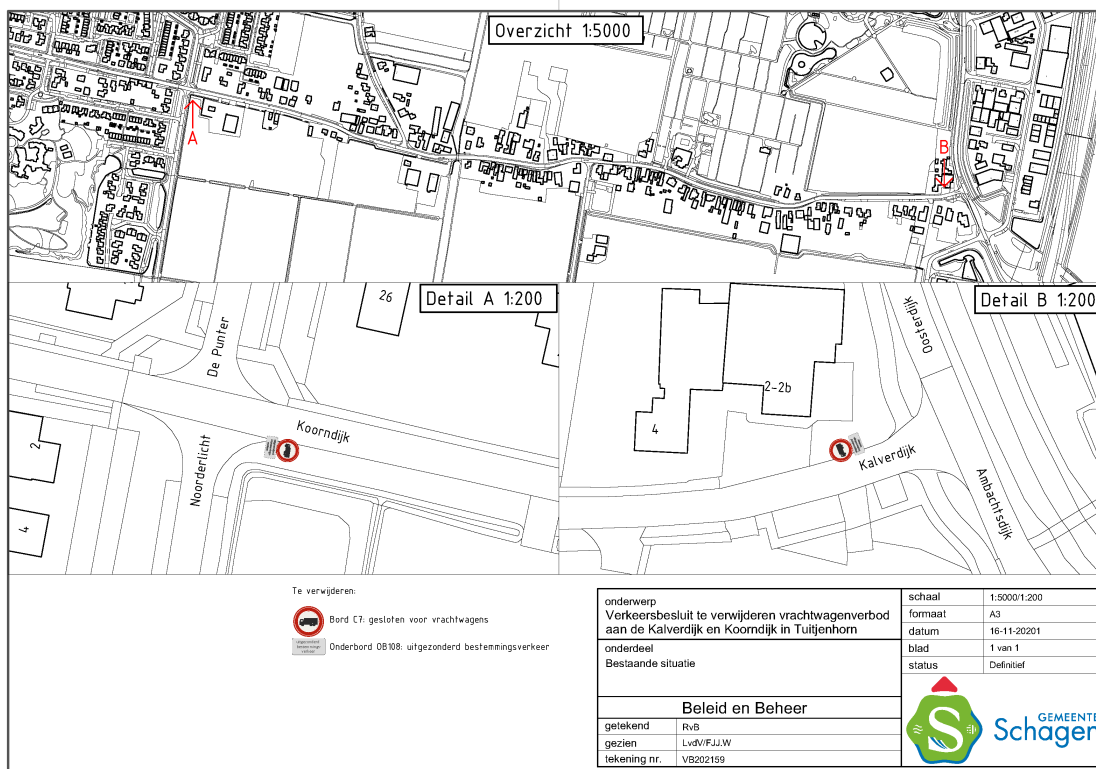 Overzicht 1:5000
A
B
Detail A 1:200
26
De Punter
Koorndijk
Noorderlicht
2
4
Detail B 1:200
Oosterdijk
2-2b
4
Kalverdijk
Ambachtsdijk
Te verwijderen:
Bord C7: gesloten voor vrachtwagens
uitgezonderd
bestemmings-
verkeer
Onderbord OB108: uitgezonderd bestemmingsverkeer
onderwerp
Verkeersbesluit te verwijderen vrachtwagenverbod
aan de Kalverdijk en Koorndijk in Tuitjenhorn
onderdeel
Bestaande situatie
Beleid en Beheer
getekend RvB
gezien LvdV/FJJ.W
tekening nr. VB202159
schaal 1:5000/1:200
formaat A3
datum 16-11-20201
blad 1 van 1
status Definitief
S
GEMEENTE
Schagen